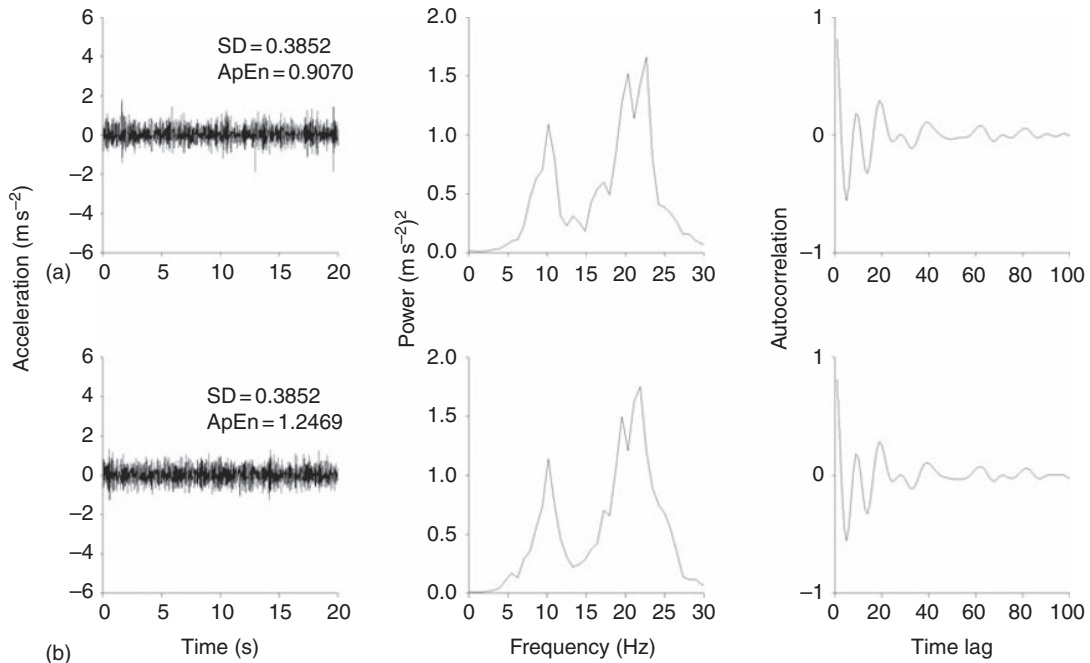 Acceleration (m s⁻²)
6
4
2
0
−2
−4
−6
SD = 0.3852
ApEn = 0.9070
0 5 10 15 20
(a)
Power (m s⁻²)²
2.0
1.5
1.0
0.5
0.0
0 5 10 15 20 25 30
Autocorrelation
1
0
−1
0 20 40 60 80 100
6
4
2
0
−2
−4
−6
SD = 0.3852
ApEn = 1.2469
0 5 10 15 20
Time (s)
(b)
2.0
1.5
1.0
0.5
0.0
0 5 10 15 20 25 30
Frequency (Hz)
1
0
−1
0 20 40 60 80 100
Time lag